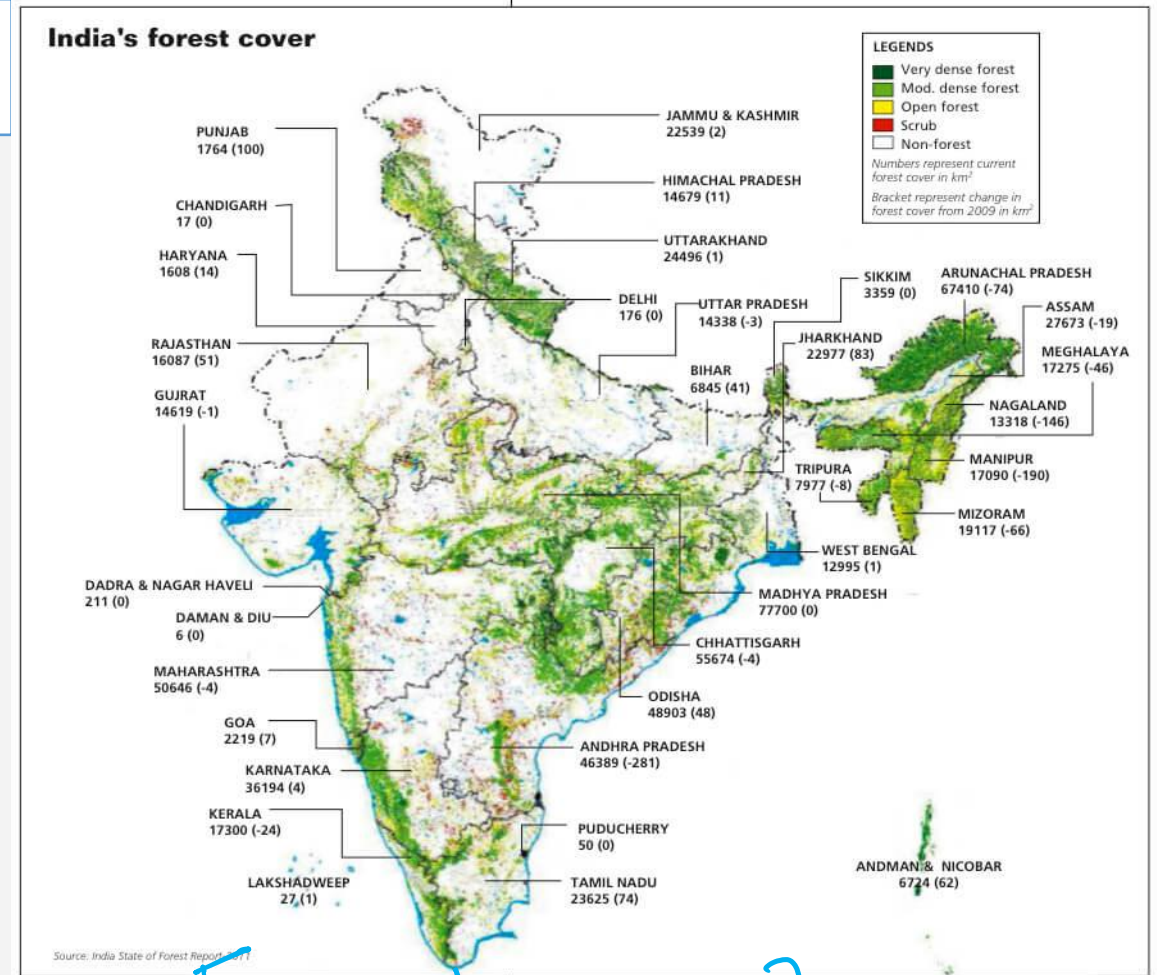 India's forest cover
LEGENDS
Very dense forest
Mod. dense forest
Open forest
Scrub
Non-forest
Numbers represent current
forest cover in km²
Bracket represent change in
forest cover from 2009 in km²
JAMMU & KASHMIR
22539 (2)
PUNJAB
1764 (100)
HIMACHAL PRADESH
14679 (11)
CHANDIGARH
17 (0)
UTTARAKHAND
24496 (1)
HARYANA
1608 (14)
DELHI
176 (0)
UTTAR PRADESH
14338 (-3)
SIKKIM
3359 (0)
ARUNACHAL PRADESH
67410 (-74)
ASSAM
27673 (-19)
RAJASTHAN
16087 (51)
JHARKHAND
22977 (83)
MEGHALAYA
17275 (-46)
BIHAR
6845 (41)
GUJRAT
14619 (-1)
NAGALAND
13318 (-146)
MANIPUR
17090 (-190)
TRIPURA
7977 (-8)
MIZORAM
19117 (-66)
WEST BENGAL
12995 (1)
DADRA & NAGAR HAVELI
211 (0)
MADHYA PRADESH
77700 (0)
DAMAN & DIU
6 (0)
CHHATTISGARH
55674 (-4)
MAHARASHTRA
50646 (-4)
ODISHA
48903 (48)
GOA
2219 (7)
ANDHRA PRADESH
46389 (-281)
KARNATAKA
36194 (4)
KERALA
17300 (-24)
PUDUCHERRY
50 (0)
LAKSHADWEEP
27 (1)
TAMIL NADU
23625 (74)
ANDMAN & NICOBAR
6724 (62)
Source: India State of Forest Report 2011